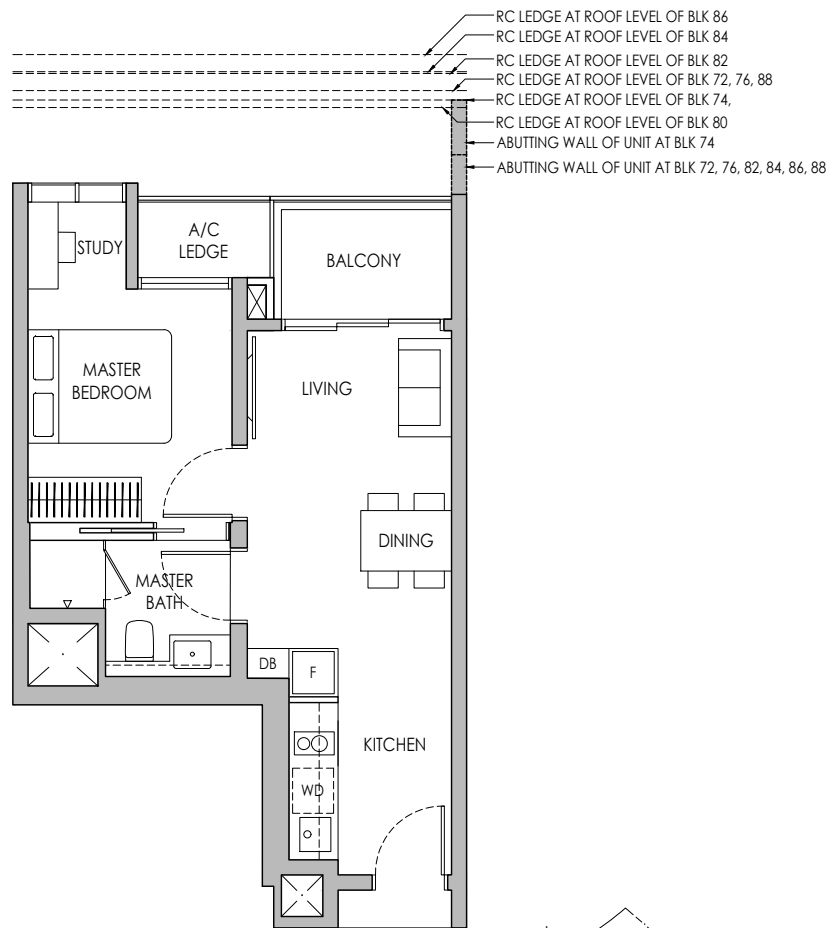 RC LEDGE AT ROOF LEVEL OF BLK 86
RC LEDGE AT ROOF LEVEL OF BLK 84
RC LEDGE AT ROOF LEVEL OF BLK 82
RC LEDGE AT ROOF LEVEL OF BLK 72, 76, 88
RC LEDGE AT ROOF LEVEL OF BLK 74,
RC LEDGE AT ROOF LEVEL OF BLK 80
ABUTTING WALL OF UNIT AT BLK 74
ABUTTING WALL OF UNIT AT BLK 72, 76, 82, 84, 86, 88
STUDY
A/C
LEDGE
BALCONY
MASTER
BEDROOM
LIVING
DINING
MASTER
BATH
DB
F
KITCHEN
WD